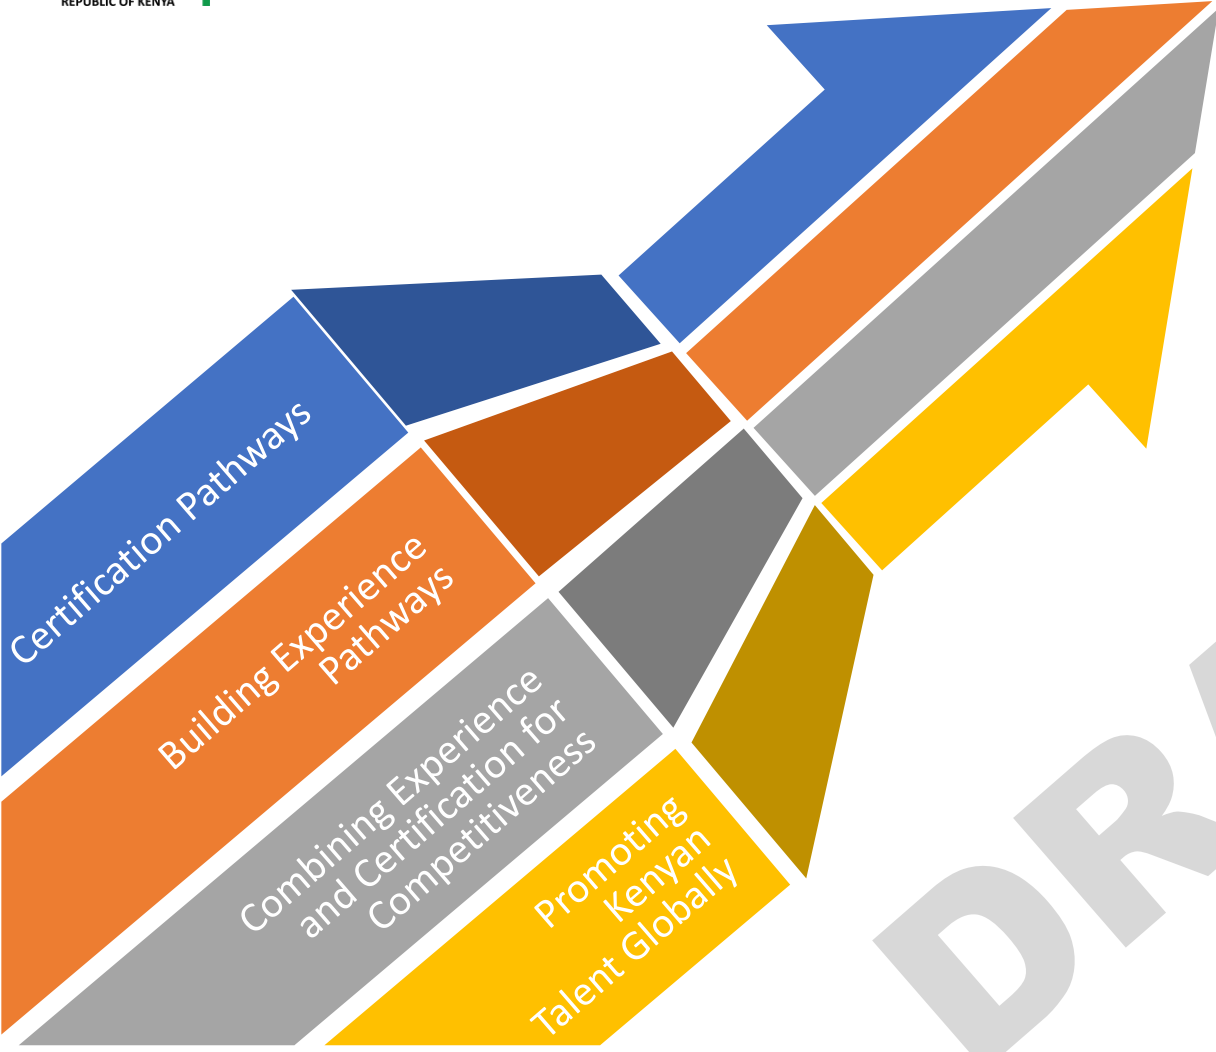 REPUBLIC OF KENYA
Certification Pathways
Building Experience
Pathways
Combining Experience
and Certification for
Competitiveness
Promoting
Kenyan
Talent Globally
DR